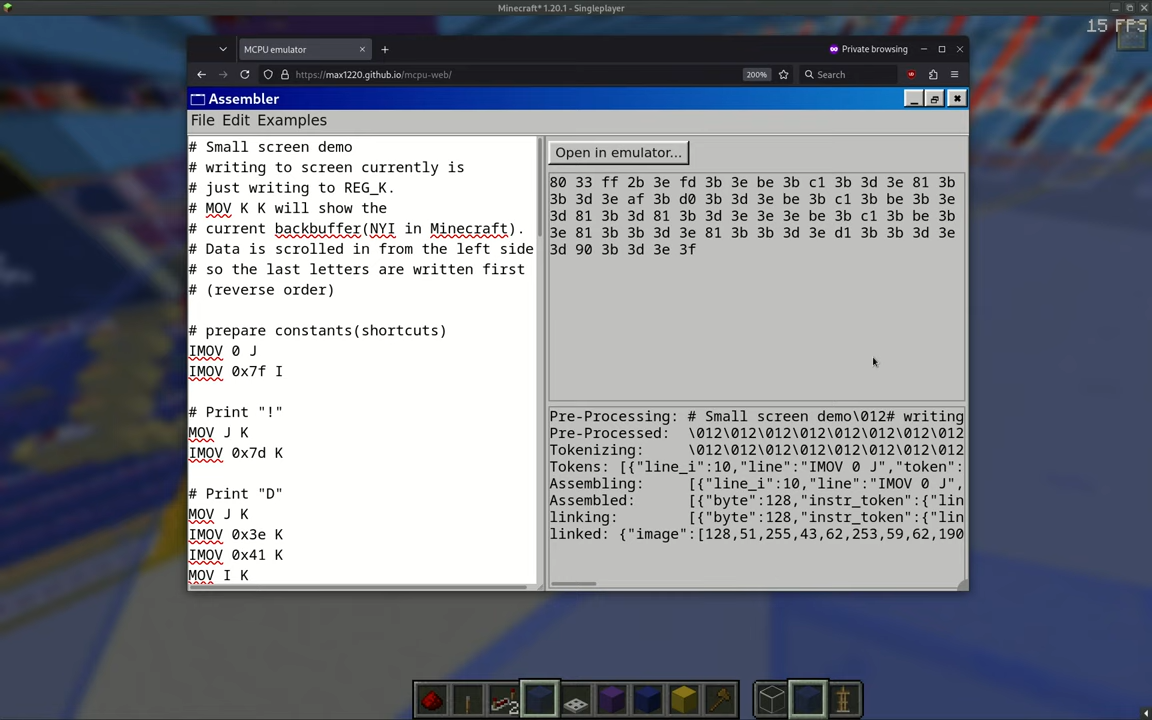 Minecraft* 1.20.1 - Singleplayer
15 FPS
MCPU emulator
Private browsing
https://max1220.github.io/mcpu-web/
200%
Search
Assembler
File Edit Examples
# Small screen demo
# writing to screen currently is
# just writing to REG_K.
# MOV K K will show the
# current backbuffer(NYI in Minecraft).
# Data is scrolled in from the left side
# so the last letters are written first
# (reverse order)
# prepare constants(shortcuts)
IMOV 0 J
IMOV 0x7f I
# Print "!"
MOV J K
IMOV 0x7d K
# Print "D"
MOV J K
IMOV 0x3e K
IMOV 0x41 K
MOV I K
Open in emulator...
80 33 ff 2b 3e fd 3b 3e be 3b c1 3b 3d 3e 81 3b
3b 3d 3e af 3b d0 3b 3d 3b 3e be 3b c1 3b be 3b 3e
3d 81 3b 3d 81 3b 3d 3e 3e 3e be 3b c1 3b be 3b
3e 81 3b 3b 3d 3e 81 3b 3b 3d 3e d1 3b 3b 3d 3e
3d 90 3b 3d 3e 3f
Pre-Processing: # Small screen demo\012# writing
Pre-Processed: \012\012\012\012\012\012\012\012
Tokenizing: \012\012\012\012\012\012\012\012
Tokens: [{"line_i":10,"line":"IMOV 0 J","token":
Assembling: [{"line_i":10,"line":"IMOV 0 J",
Assembled: [{"byte":128,"instr_token":{"lin
linking: [{"byte":128,"instr_token":{"lin
linked: {"image":[128,51,255,43,62,253,59,62,190
2